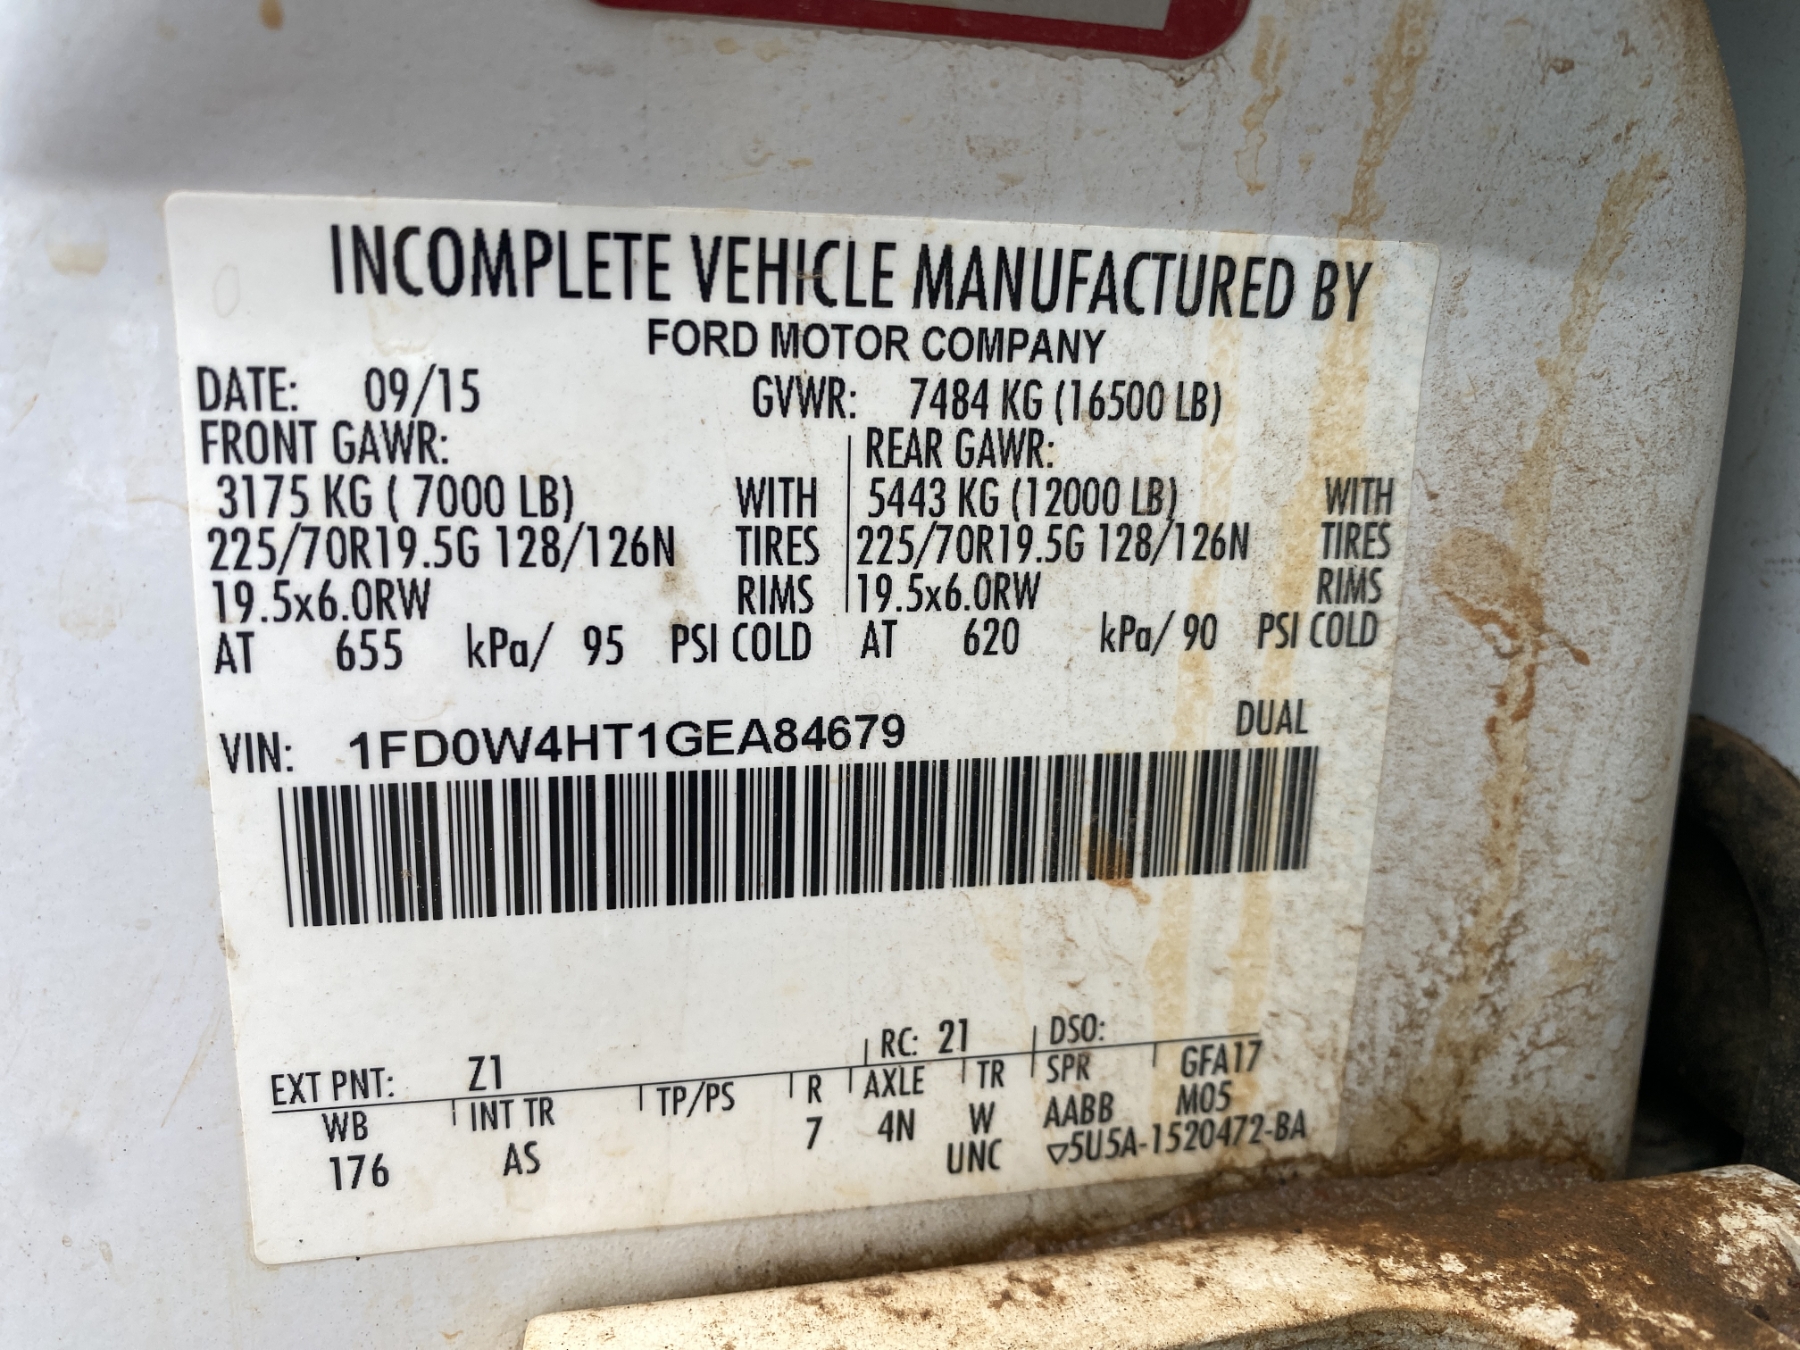 INCOMPLETE VEHICLE MANUFACTURED BY
FORD MOTOR COMPANY
DATE: 09/15 GVWR: 7484 KG (16500 LB)
FRONT GAWR: REAR GAWR:
3175 KG ( 7000 LB) WITH 5443 KG (12000 LB) WITH
225/70R19.5G 128/126N TIRES 225/70R19.5G 128/126N TIRES
19.5x6.0RW RIMS 19.5x6.0RW RIMS
AT 655 kPa/ 95 PSI COLD AT 620 kPa/ 90 PSI COLD
VIN: 1FD0W4HT1GEA84679 DUAL
EXT PNT: Z1 RC: 21 DSO:
WB INT TR TP/PS R AXLE TR SPR GFA17
176 AS 7 4N W AABB M05
UNC ▽5U5A-1520472-BA